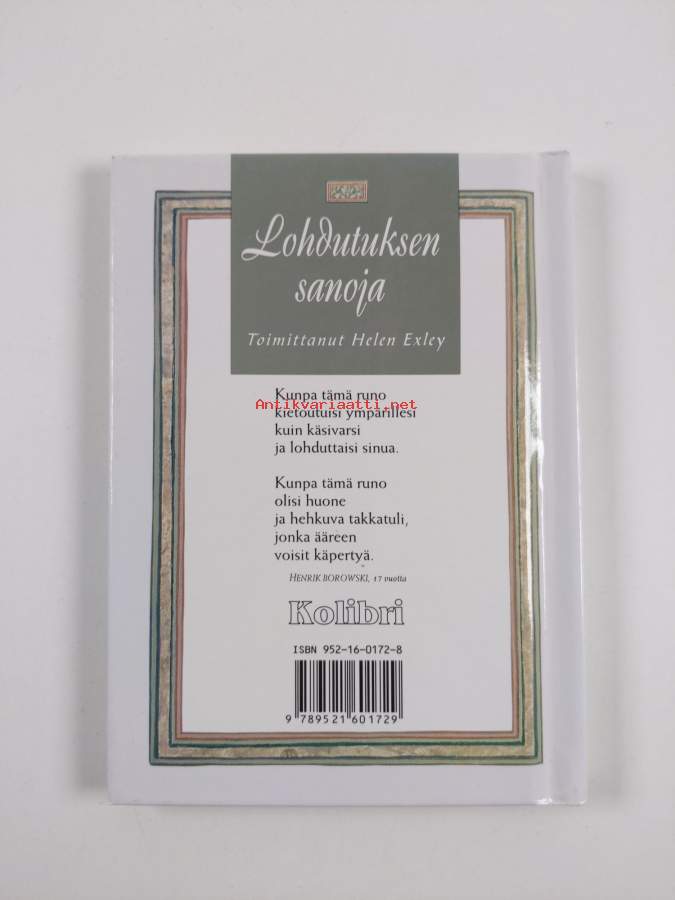 Lohdutuksen
sanoja
Toimittanut Helen Exley
Kunpa tämä runo
Antikvariaatti.net
kietoutuisi ympärillesi
kuin käsivarsi
ja lohduttaisi sinua.
Kunpa tämä runo
olisi huone
ja hehkuva takkatuli,
jonka ääreen
voisit käpertyä.
HENRIK BOROWSKI, 17 vuotta
Kolibri
ISBN 952-16-0172-8
9 789521 601729